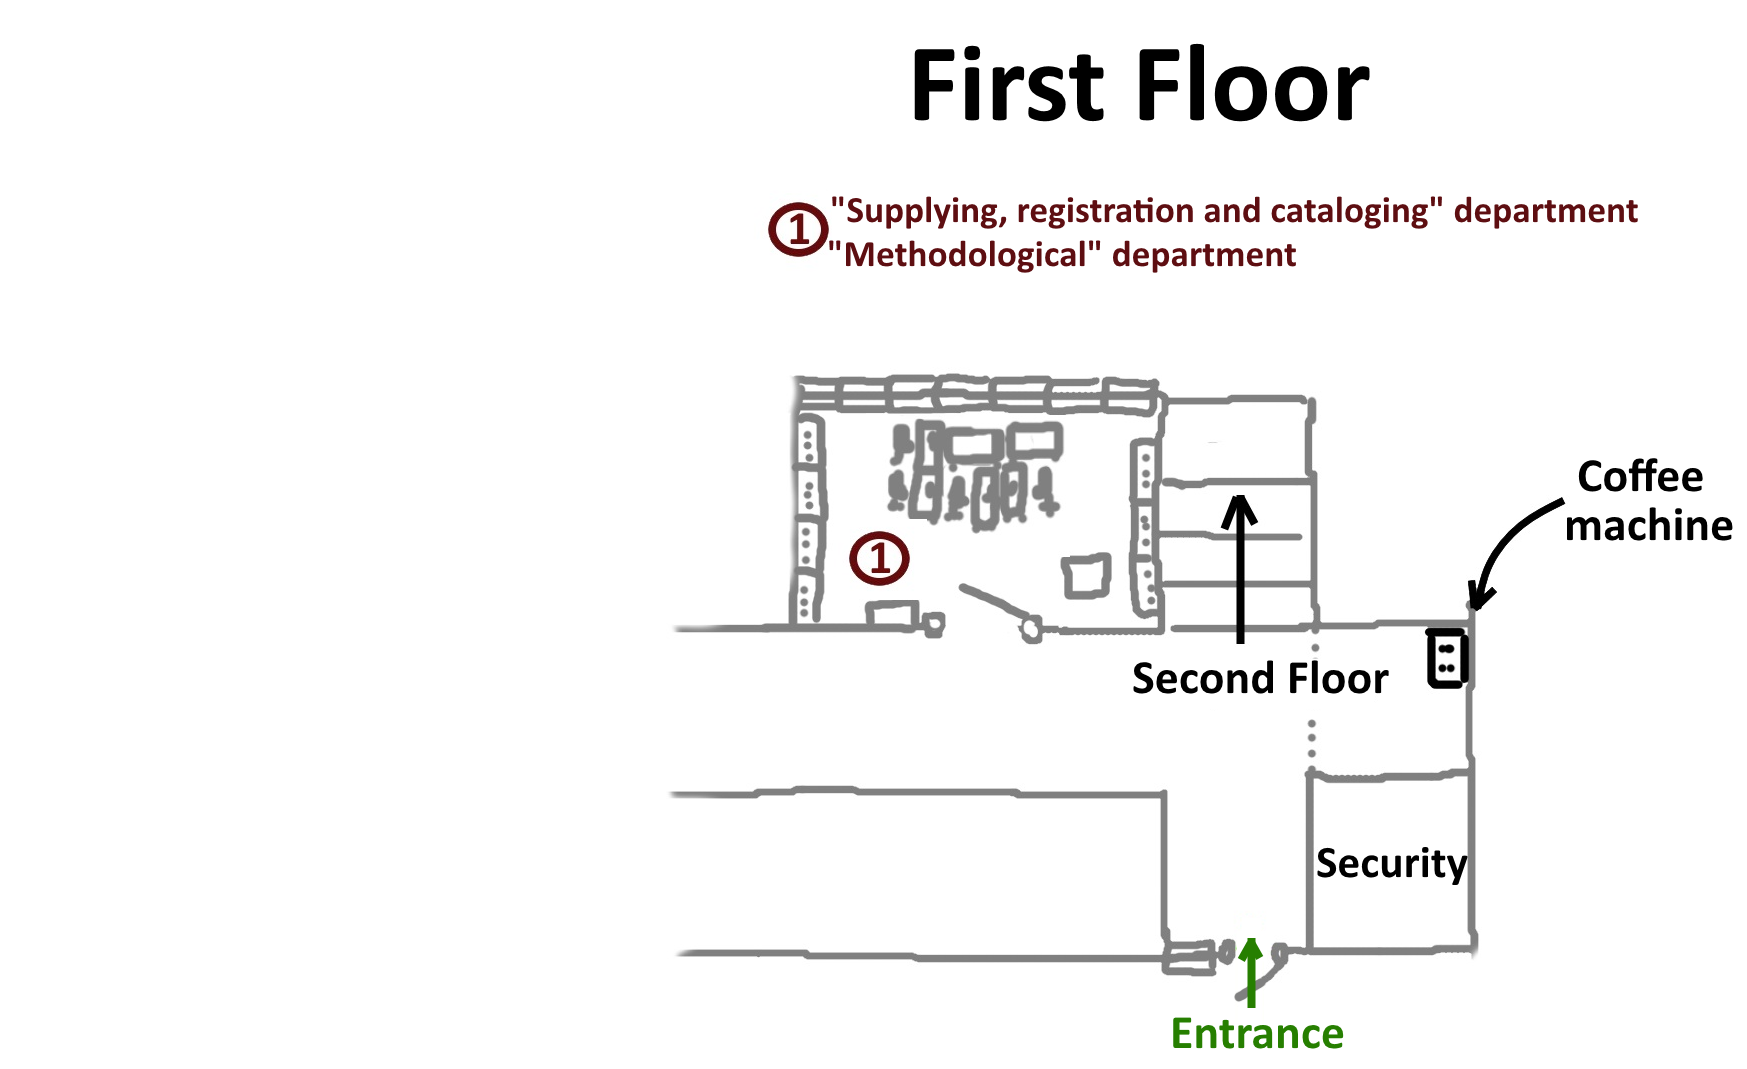 First Floor
1 "Supplying, registration and cataloging" department
"Methodological" department
Coffee
machine
1
Second Floor
Security
Entrance